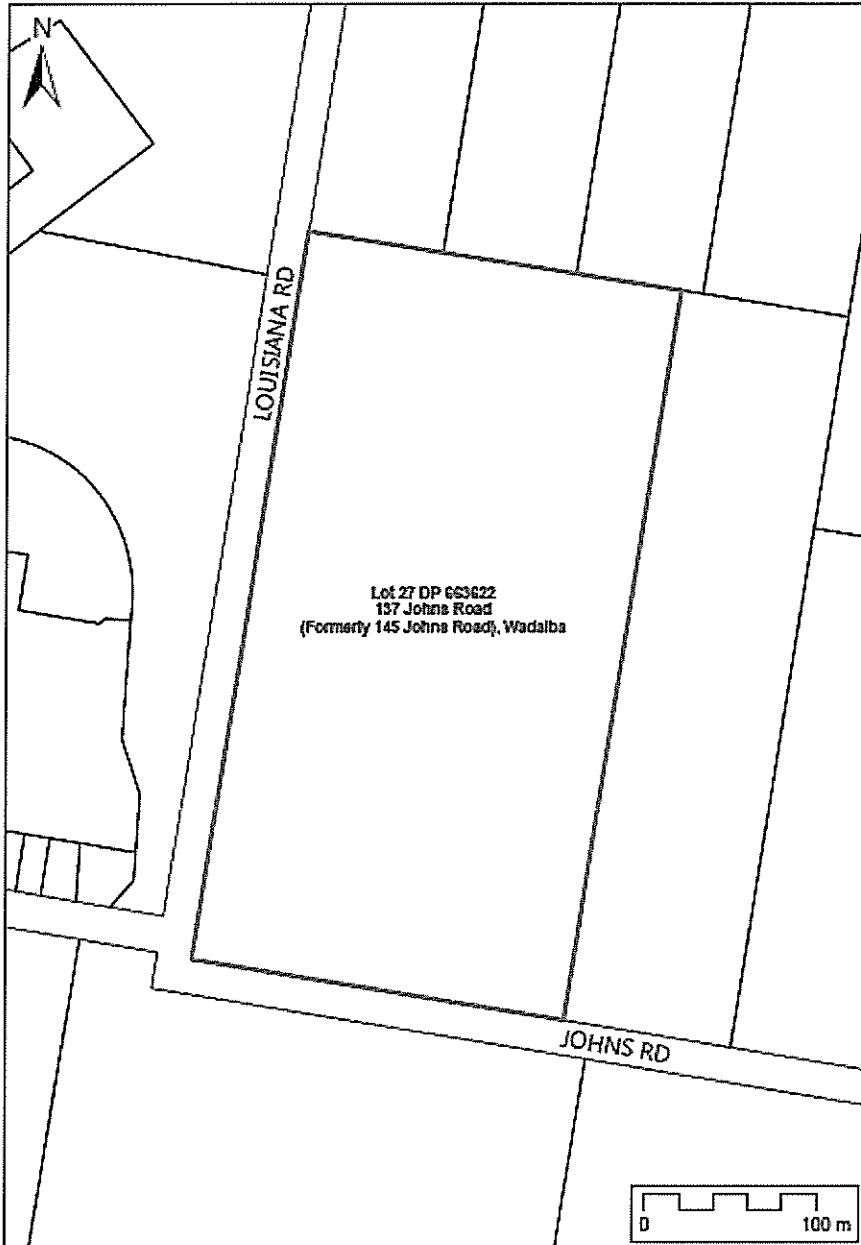 N
LOUISIANA RD
Lot 27 DP 663622
137 Johns Road
(Formerly 145 Johns Road), Wadalba
JOHNS RD
0 100 m